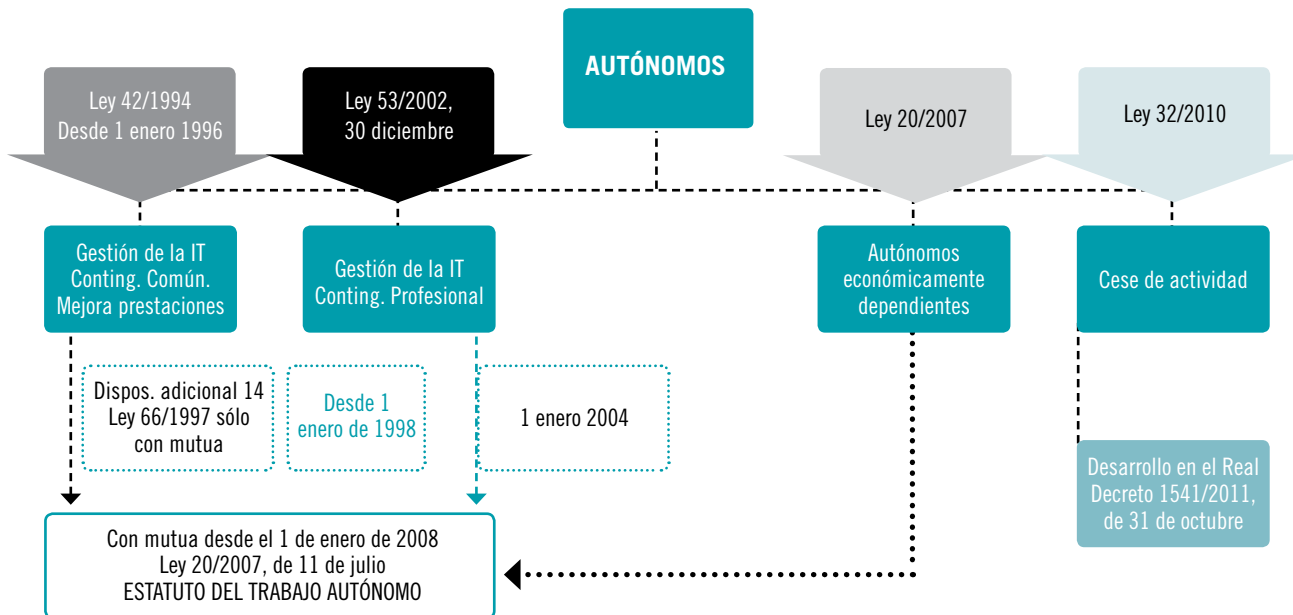 AUTÓNOMOS
Ley 42/1994
Desde 1 enero 1996
Ley 53/2002,
30 diciembre
Ley 20/2007
Ley 32/2010
Gestión de la IT
Conting. Común.
Mejora prestaciones
Gestión de la IT
Conting. Profesional
Autónomos
económicamente
dependientes
Cese de actividad
Dispos. adicional 14
Ley 66/1997 sólo
con mutua
Desde 1
enero de 1998
1 enero 2004
Desarrollo en el Real
Decreto 1541/2011,
de 31 de octubre
Con mutua desde el 1 de enero de 2008
Ley 20/2007, de 11 de julio
ESTATUTO DEL TRABAJO AUTÓNOMO